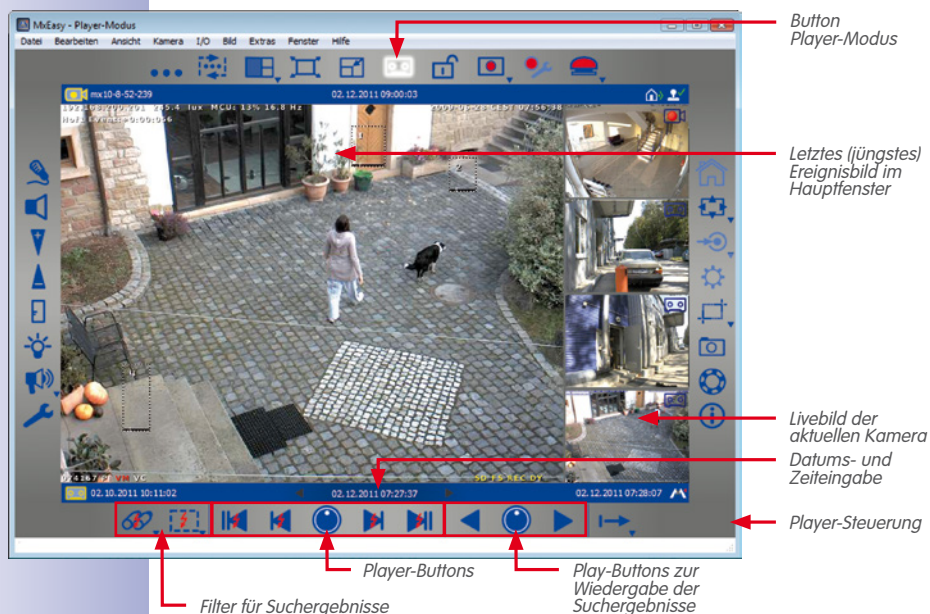 MxEasy - Player-Modus
Datei Bearbeiten Ansicht Kamera I/O Bild Extras Fenster Hilfe
Button
Player-Modus
mx10-8-52-239
02.12.2011 09:00:03
Letztes (jüngstes)
Ereignisbild im
Hauptfenster
Livebild der
aktuellen Kamera
Datums- und
Zeiteingabe
02.10.2011 10:11:02
02.12.2011 07:27:37
02.12.2011 07:28:07
Player-Steuerung
Player-Buttons
Play-Buttons zur
Wiedergabe der
Suchergebnisse
Filter für Suchergebnisse